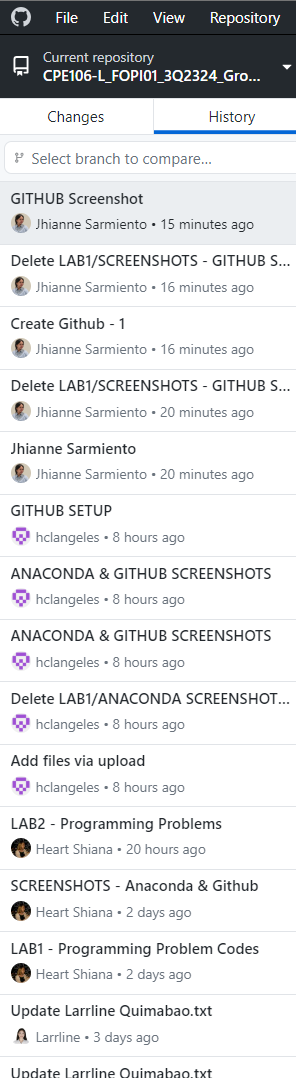 File Edit View Repository
Current repository
CPE106-L_FOPI01_3Q2324_Gro...
Changes History
Select branch to compare...
GITHUB Screenshot
Jhianne Sarmiento • 15 minutes ago
Delete LAB1/SCREENSHOTS - GITHUB S...
Jhianne Sarmiento • 16 minutes ago
Create Github - 1
Jhianne Sarmiento • 16 minutes ago
Delete LAB1/SCREENSHOTS - GITHUB S...
Jhianne Sarmiento • 20 minutes ago
Jhianne Sarmiento
Jhianne Sarmiento • 20 minutes ago
GITHUB SETUP
hclangeles • 8 hours ago
ANACONDA & GITHUB SCREENSHOTS
hclangeles • 8 hours ago
ANACONDA & GITHUB SCREENSHOTS
hclangeles • 8 hours ago
Delete LAB1/ANACONDA SCREENSHOT...
hclangeles • 8 hours ago
Add files via upload
hclangeles • 8 hours ago
LAB2 - Programming Problems
Heart Shiana • 20 hours ago
SCREENSHOTS - Anaconda & Github
Heart Shiana • 2 days ago
LAB1 - Programming Problem Codes
Heart Shiana • 2 days ago
Update Larrline Quimabao.txt
Larrline • 3 days ago
Update Larrline Quimabao.txt